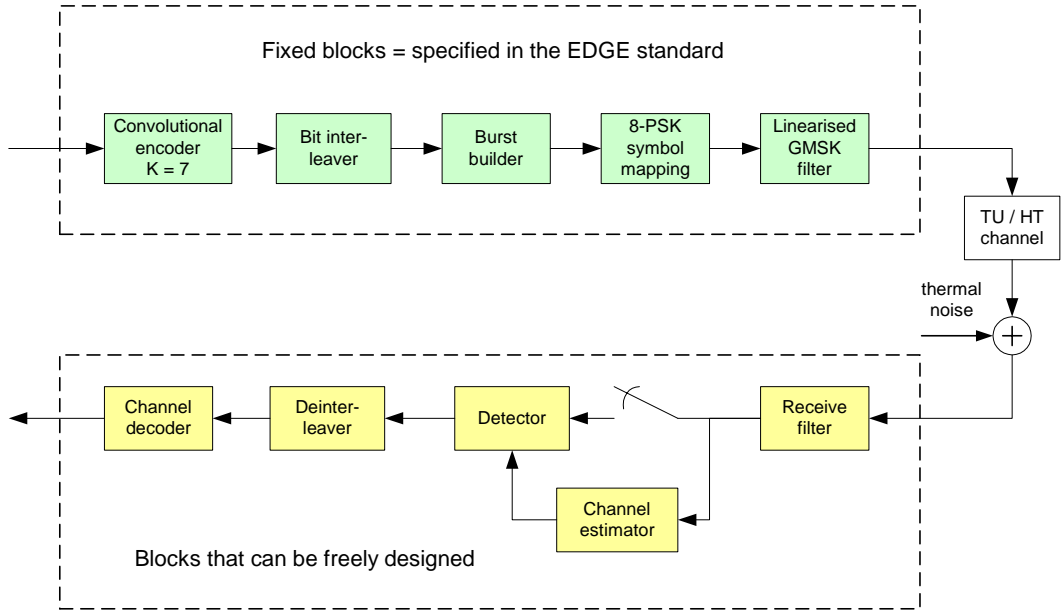 Fixed blocks = specified in the EDGE standard
Convolutional
encoder
K = 7
Bit inter-
leaver
Burst
builder
8-PSK
symbol
mapping
Linearised
GMSK
filter
TU / HT
channel
thermal
noise
+
Channel
decoder
Deinter-
leaver
Detector
Receive
filter
Channel
estimator
Blocks that can be freely designed